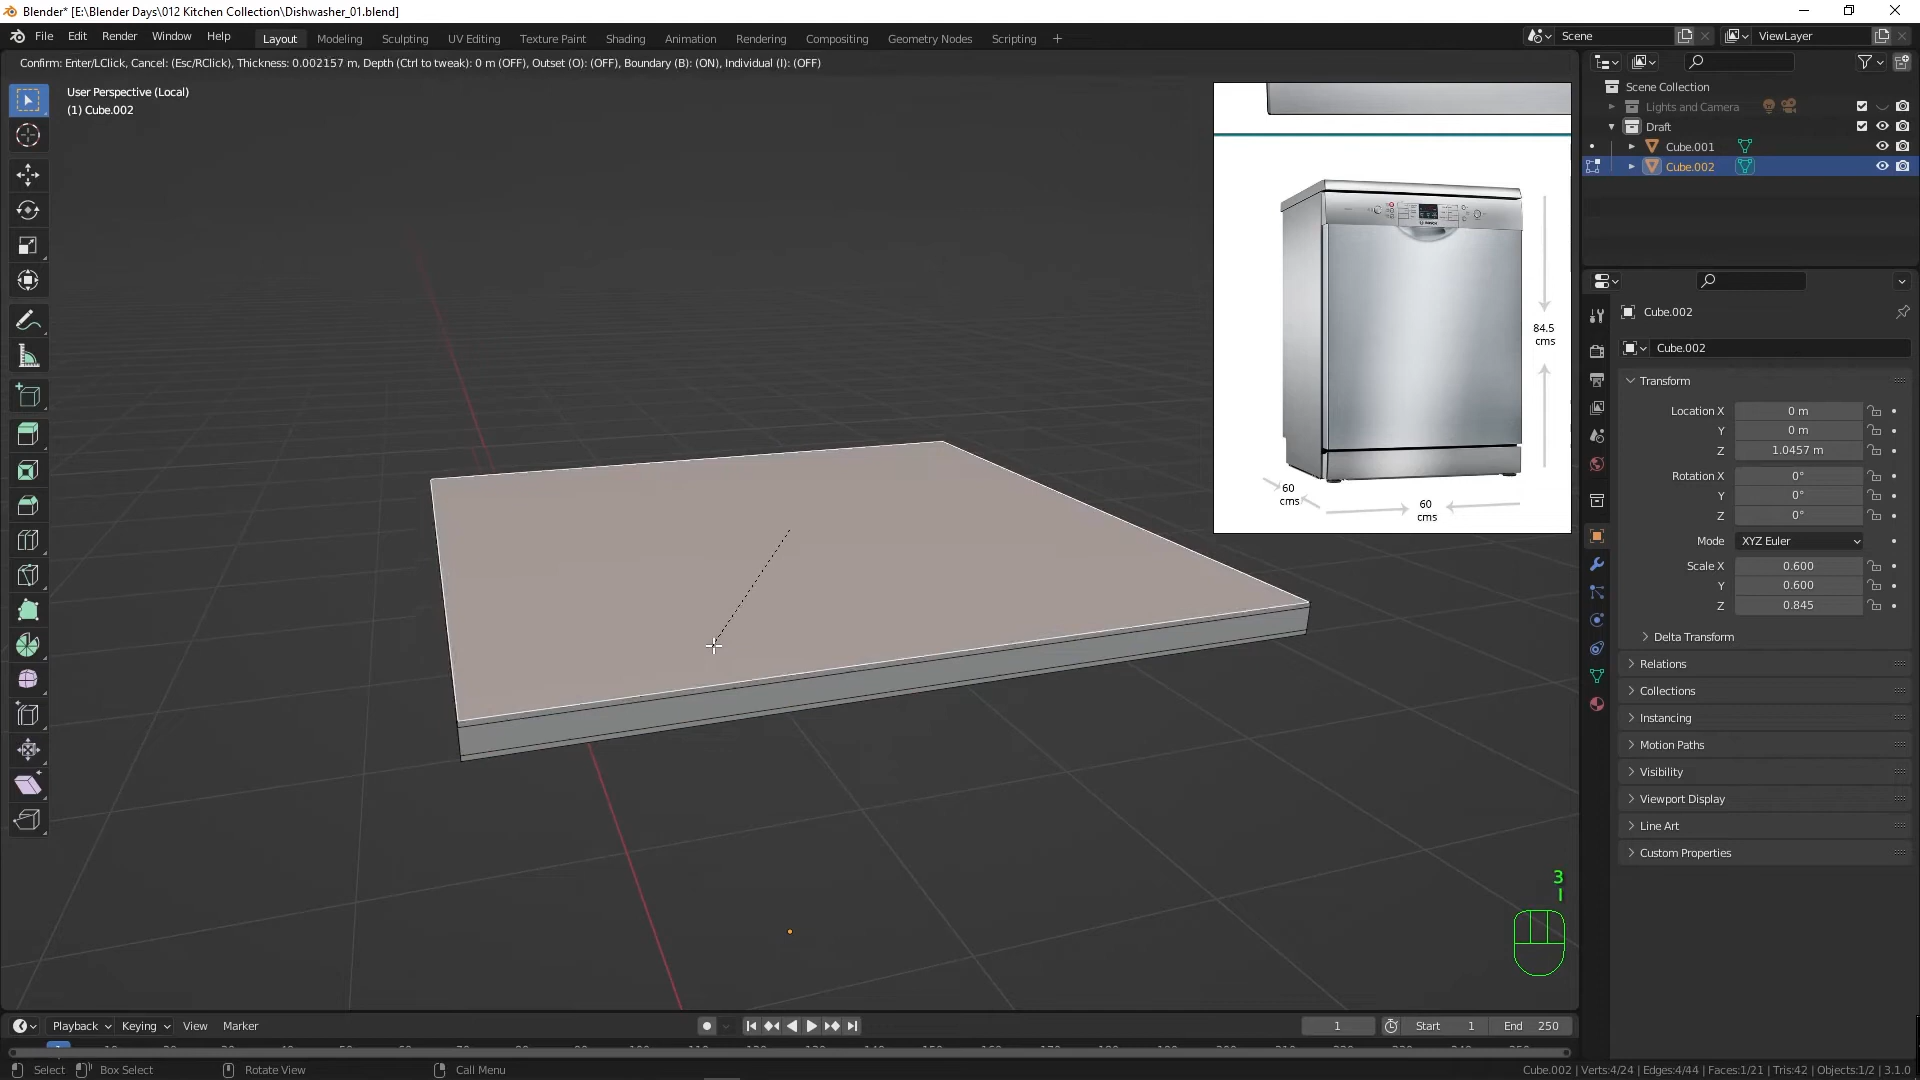 Blender* [E:\Blender Days\012 Kitchen Collection\Dishwasher_01.blend]
File Edit Render Window Help Layout Modeling Sculpting UV Editing Texture Paint Shading Animation Rendering Compositing Geometry Nodes Scripting + Scene ViewLayer
Confirm: Enter/LClick, Cancel: (Esc/RClick), Thickness: 0.002157 m, Depth (Ctrl to tweak): 0 m (OFF), Outset (O): (OFF), Boundary (B): (ON), Individual (I): (OFF)
User Perspective (Local)
(1) Cube.002
84.5
cms
60
cms
60
cms
3
I
Scene Collection
Lights and Camera
Draft
Cube.001
Cube.002
Cube.002
Cube.002
Transform
Location X 0 m
Y 0 m
Z 1.0457 m
Rotation X 0°
Y 0°
Z 0°
Mode XYZ Euler
Scale X 0.600
Y 0.600
Z 0.845
Delta Transform
Relations
Collections
Instancing
Motion Paths
Visibility
Viewport Display
Line Art
Custom Properties
Playback Keying View Marker 1 Start 1 End 250
Select Box Select Rotate View Call Menu Cube.002 | Verts:4/24 | Edges:4/44 | Faces:1/21 | Tris:42 | Objects:1/2 | 3.1.0